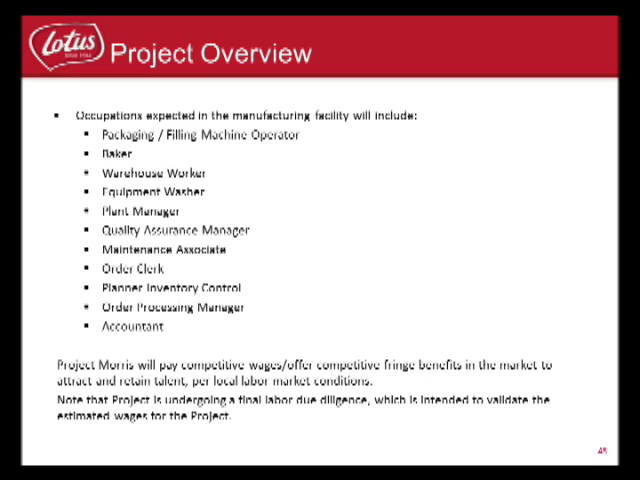 Lotus
Project Overview
Occupations expected in the manufacturing facility will include:
Packaging / Filling Machine Operator
Baker
Warehouse Worker
Equipment Washer
Plant Manager
Quality Assurance Manager
Maintenance Associate
Order Clerk
Planner Inventory Control
Order Processing Manager
Accountant
Project Morris will pay competitive wages/offer competitive fringe benefits in the market to
attract and retain talent, per local labor market conditions.
Note that Project is undergoing a final labor due diligence, which is intended to validate the
estimated wages for the Project.